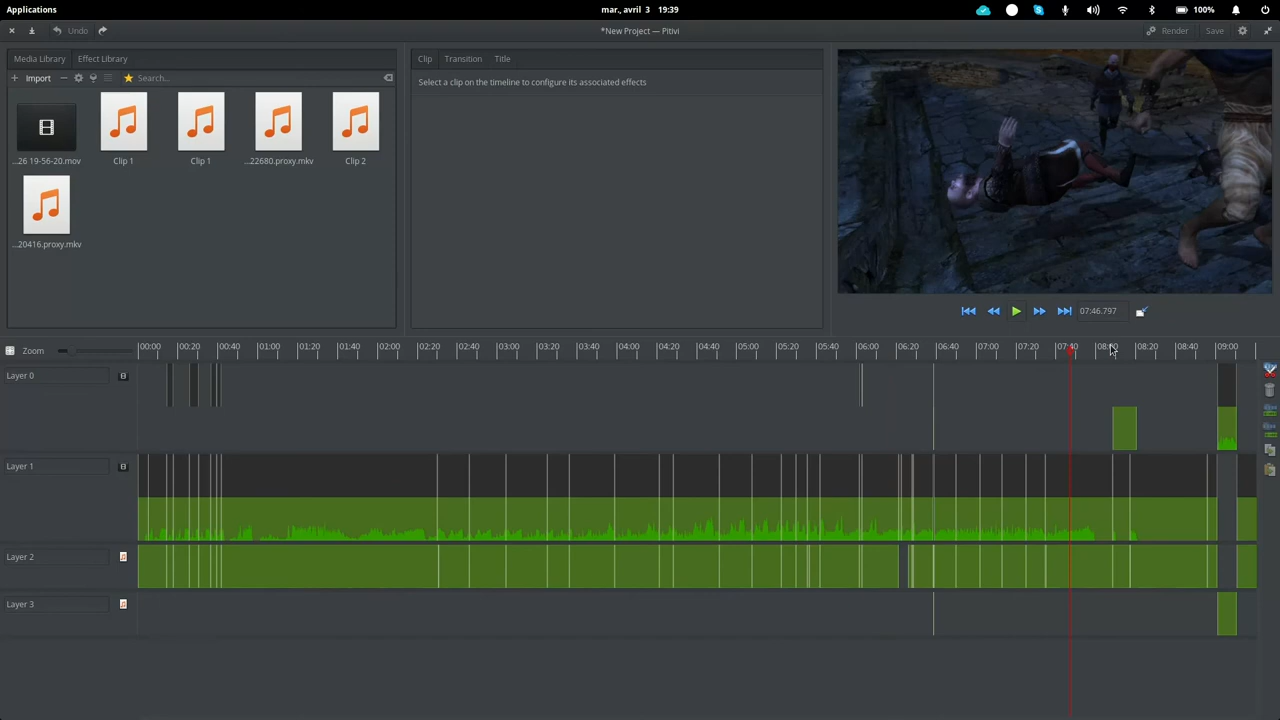 Applications
mar., avril 3 19:39
100%
Undo
*New Project — Pitivi
Render
Save
Media Library
Effect Library
Clip
Transition
Title
Import
Search...
Select a clip on the timeline to configure its associated effects
...26 19-56-20.mov
Clip 1
Clip 1
...22680.proxy.mkv
Clip 2
...20416.proxy.mkv
07:46.797
Zoom
00:00 00:20 00:40 01:00 01:20 01:40 02:00 02:20 02:40 03:00 03:20 03:40 04:00 04:20 04:40 05:00 05:20 05:40 06:00 06:20 06:40 07:00 07:20 07:40 08:00 08:20 08:40 09:00
Layer 0
Layer 1
Layer 2
Layer 3